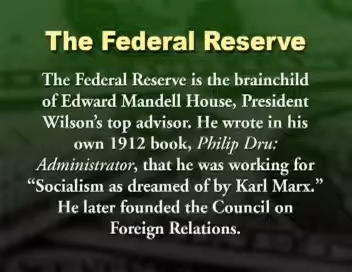 The Federal Reserve
The Federal Reserve is the brainchild
of Edward Mandell House, President
Wilson's top advisor. He wrote in his
own 1912 book, Philip Dru:
Administrator, that he was working for
“Socialism as dreamed of by Karl Marx.”
He later founded the Council on
Foreign Relations.